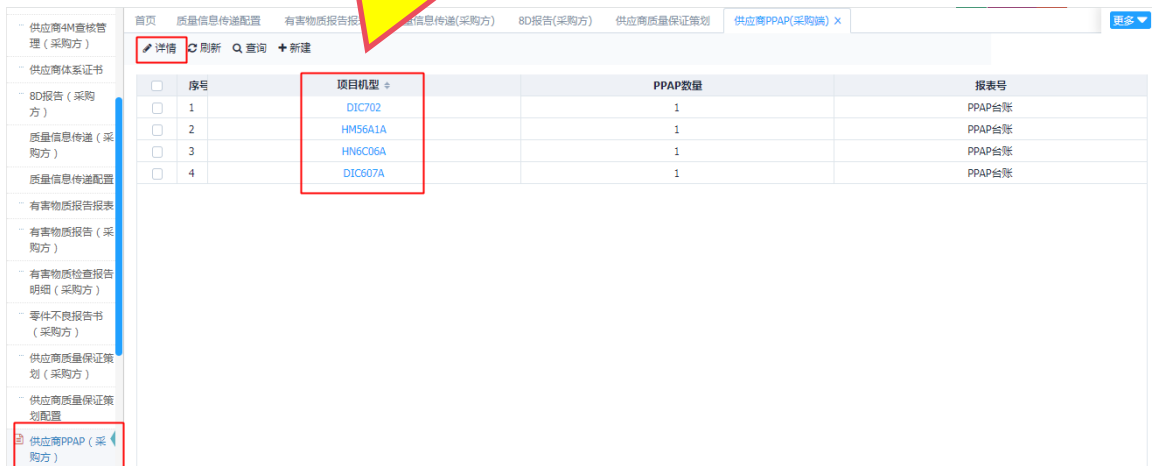 供应商4M查核管
理（采购方）
供应商体系证书
8D报告（采购
方）
质量信息传递（采
购方）
质量信息传递配置
有害物质报告报表
有害物质报告（采
购方）
有害物质检查报告
明细（采购方）
零件不良报告书
（采购方）
供应商质量保证策
划（采购方）
供应商质量保证策
划配置
供应商PPAP（采
购方）
首页 质量信息传递配置 有害物质报告报 信息传递(采购方) 8D报告(采购方) 供应商质量保证策划 供应商PPAP(采购端) X 更多
详情 刷新 查询 新建
序号 项目机型 PPAP数量 报表号
1 DIC702 1 PPAP台账
2 HM56A1A 1 PPAP台账
3 HN6C06A 1 PPAP台账
4 DIC607A 1 PPAP台账